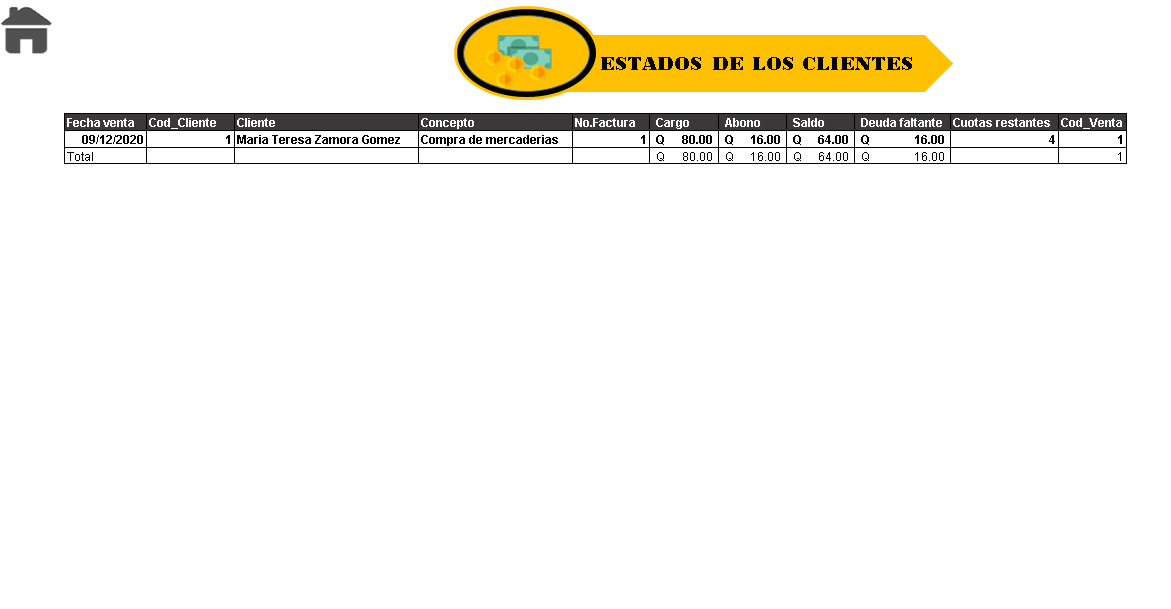 ESTADOS DE LOS CLIENTES
Fecha venta Cod_Cliente Cliente Concepto No.Factura Cargo Abono Saldo Deuda faltante Cuotas restantes Cod_Venta
09/12/2020 1 Maria Teresa Zamora Gomez Compra de mercaderias 1 Q 80.00 Q 16.00 Q 64.00 Q 16.00 4 1
Total Q 80.00 Q 16.00 Q 64.00 Q 16.00 1